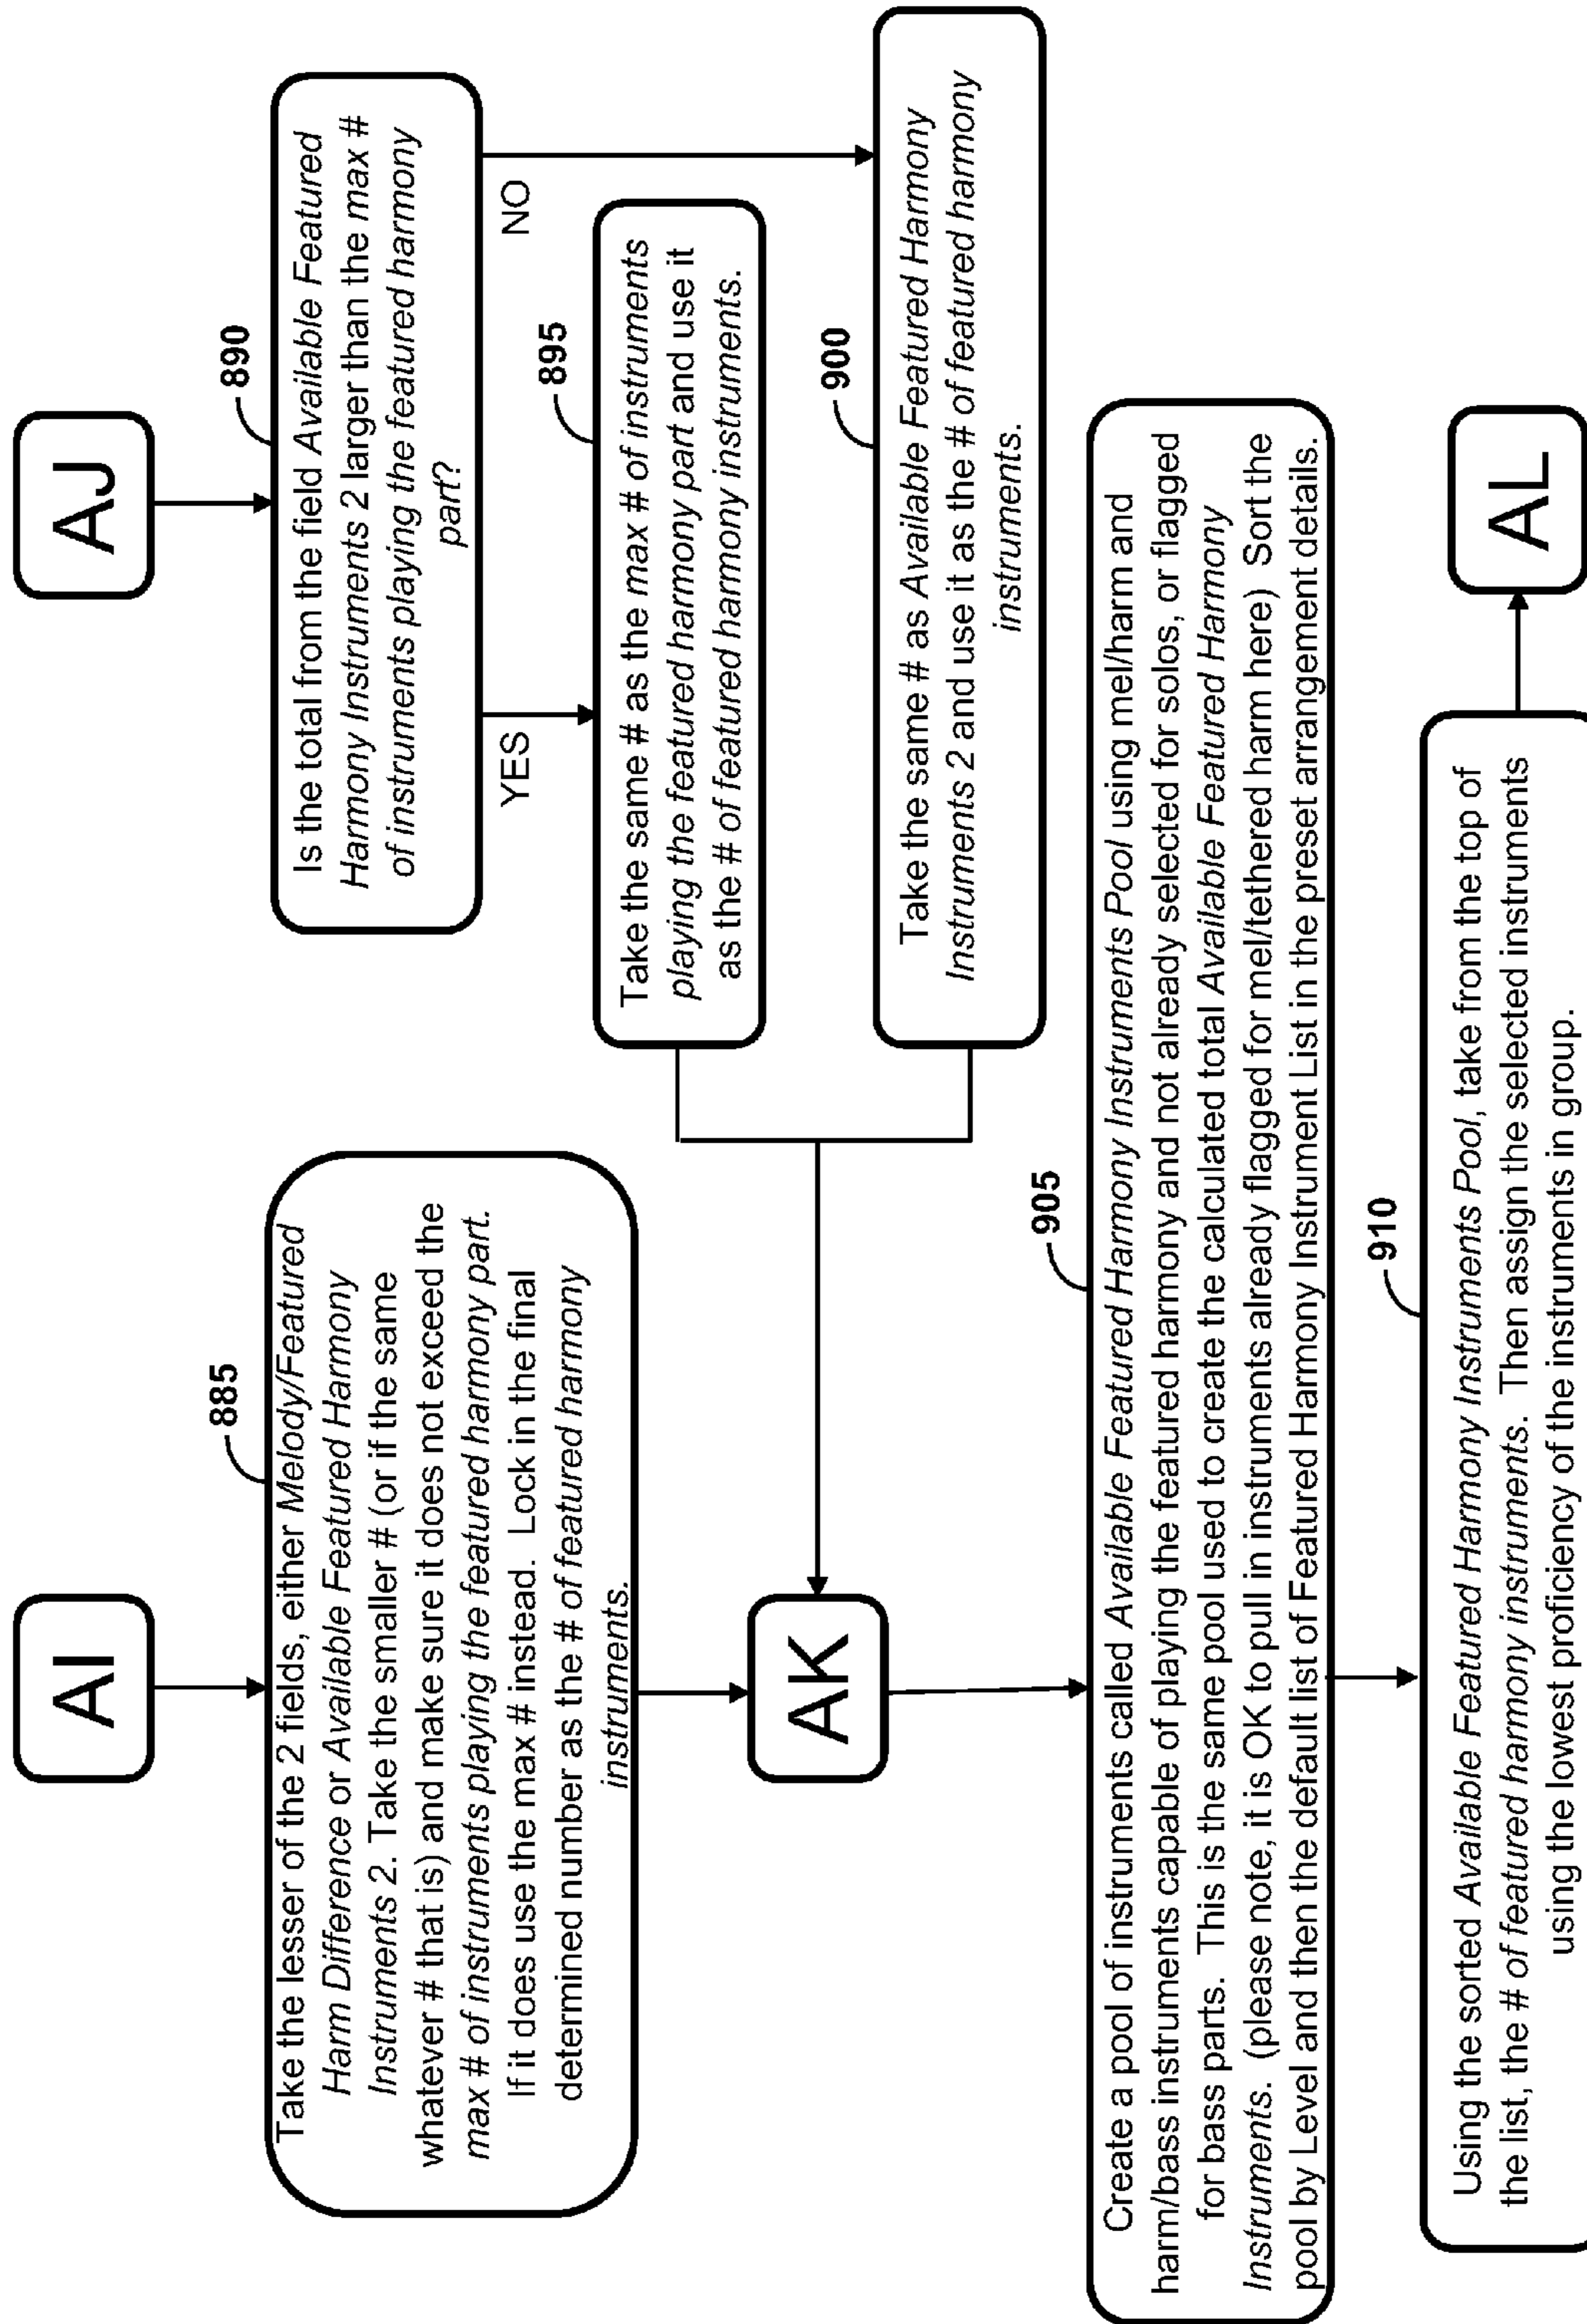 AI
885
Take the lesser of the 2 fields, either Melody/Featured
Harm Difference or Available Featured Harmony
Instruments 2. Take the smaller # (or if the same
whatever # that is) and make sure it does not exceed the
max # of instruments playing the featured harmony part.
If it does use the max # instead.  Lock in the final
determined number as the # of featured harmony
instruments.
AJ
890
Is the total from the field Available Featured
Harmony Instruments 2 larger than the max #
of instruments playing the featured harmony
part?
YES
NO
895
Take the same # as the max # of instruments
playing the featured harmony part and use it
as the # of featured harmony instruments.
900
Take the same # as Available Featured Harmony
Instruments 2 and use it as the # of featured harmony
instruments.
AK
905
Create a pool of instruments called Available Featured Harmony Instruments Pool using mel/harm and
harm/bass instruments capable of playing the featured harmony and not already selected for solos, or flagged
for bass parts.  This is the same pool used to create the calculated total Available Featured Harmony
Instruments.  (please note, it is OK to pull in instruments already flagged for mel/tethered harm here)  Sort the
pool by Level and then the default list of Featured Harmony Instrument List in the preset arrangement details.
910
Using the sorted Available Featured Harmony Instruments Pool, take from the top of
the list, the # of featured harmony instruments.  Then assign the selected instruments
using the lowest proficiency of the instruments in group.
AL